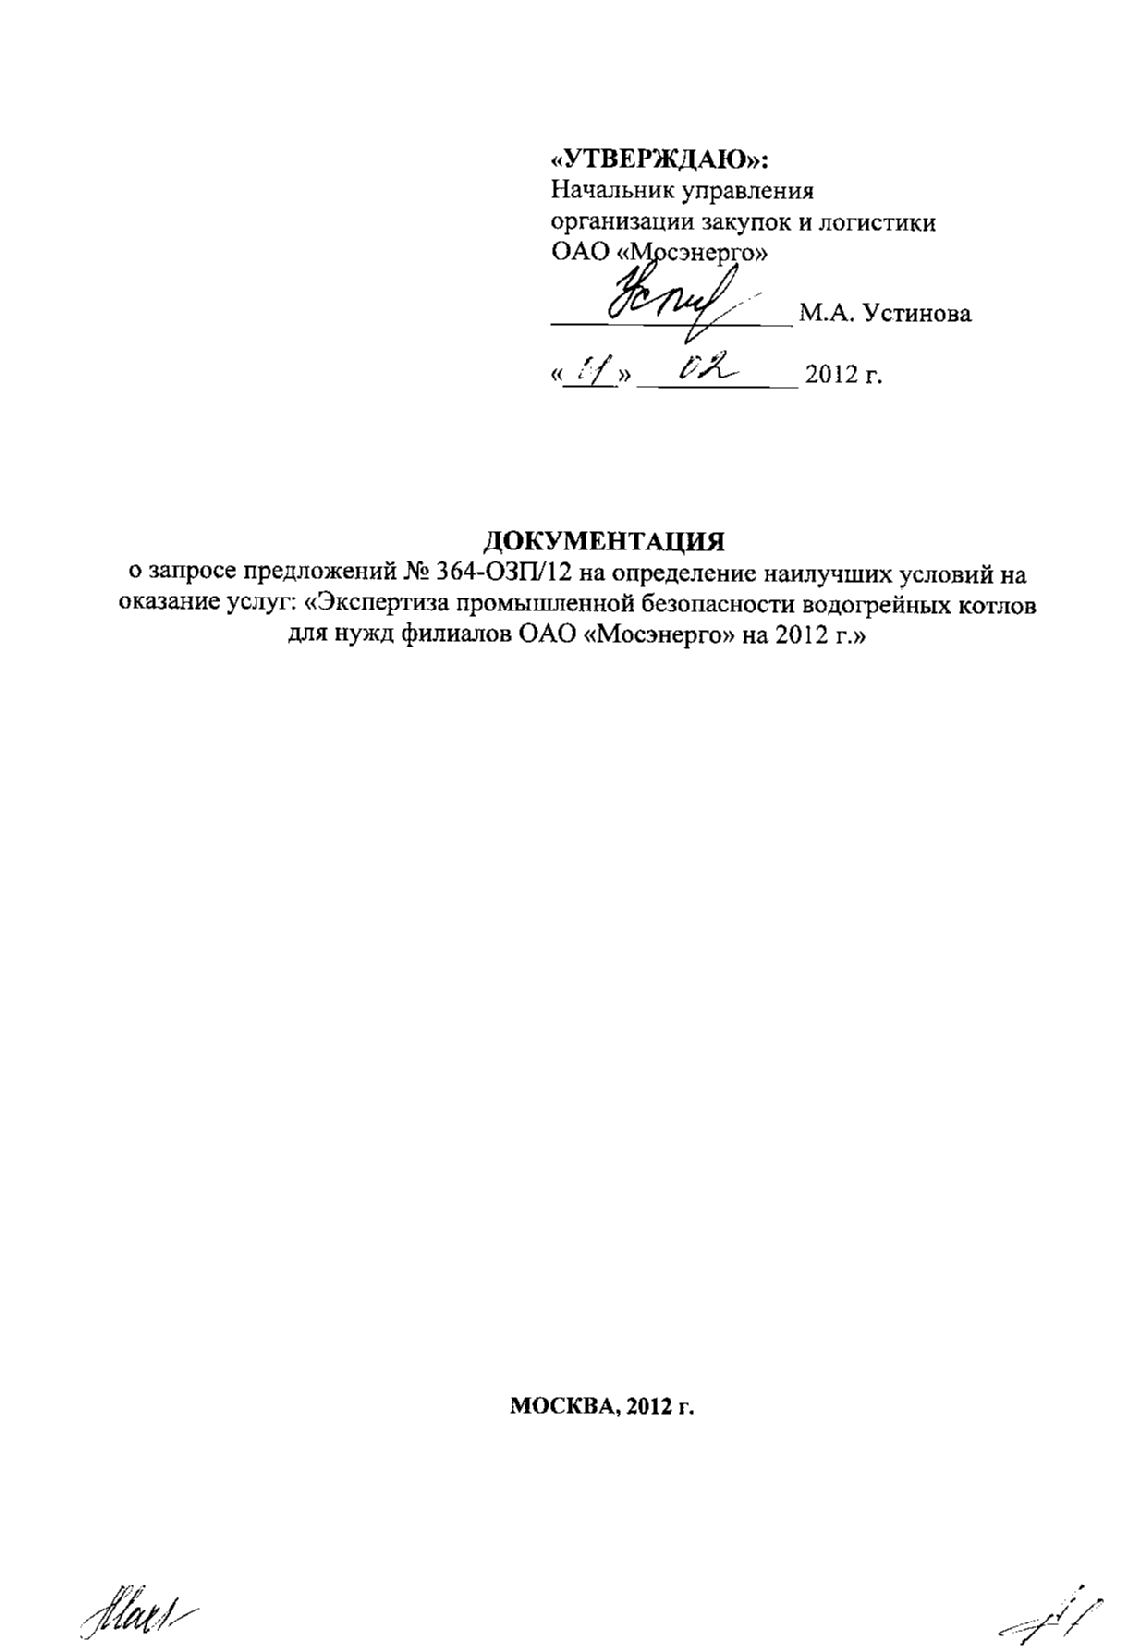 «УТВЕРЖДАЮ»:
Начальник управления
организации закупок и логистики
ОАО «Мосэнерго»
М.А. Устинова
« » 02 2012 г.
ДОКУМЕНТАЦИЯ
о запросе предложений № 364-ОЗП/12 на определение наилучших условий на
оказание услуг: «Экспертиза промышленной безопасности водогрейных котлов
для нужд филиалов ОАО «Мосэнерго» на 2012 г.»
МОСКВА, 2012 г.